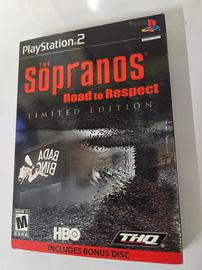 PlayStation 2
THE
Sopranos
Road to Respect
LIMITED EDITION
BADA
BING
M
HBO
THQ
INCLUDES BONUS DISC